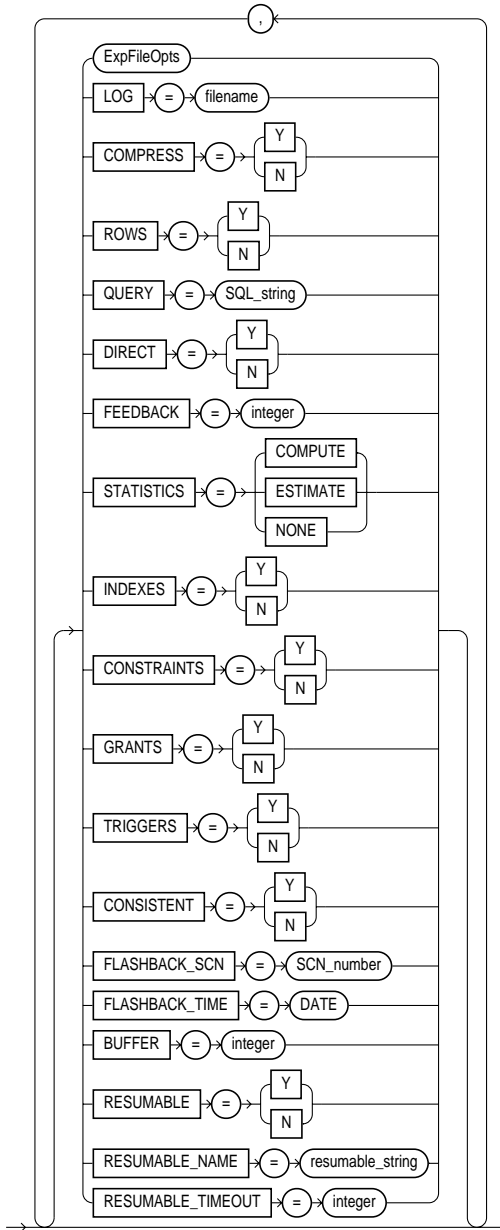 ,
ExpFileOpts
LOG = filename
COMPRESS = Y
N
ROWS = Y
N
QUERY = SQL_string
DIRECT = Y
N
FEEDBACK = integer
STATISTICS = COMPUTE
ESTIMATE
NONE
INDEXES = Y
N
CONSTRAINTS = Y
N
GRANTS = Y
N
TRIGGERS = Y
N
CONSISTENT = Y
N
FLASHBACK_SCN = SCN_number
FLASHBACK_TIME = DATE
BUFFER = integer
RESUMABLE = Y
N
RESUMABLE_NAME = resumable_string
RESUMABLE_TIMEOUT = integer